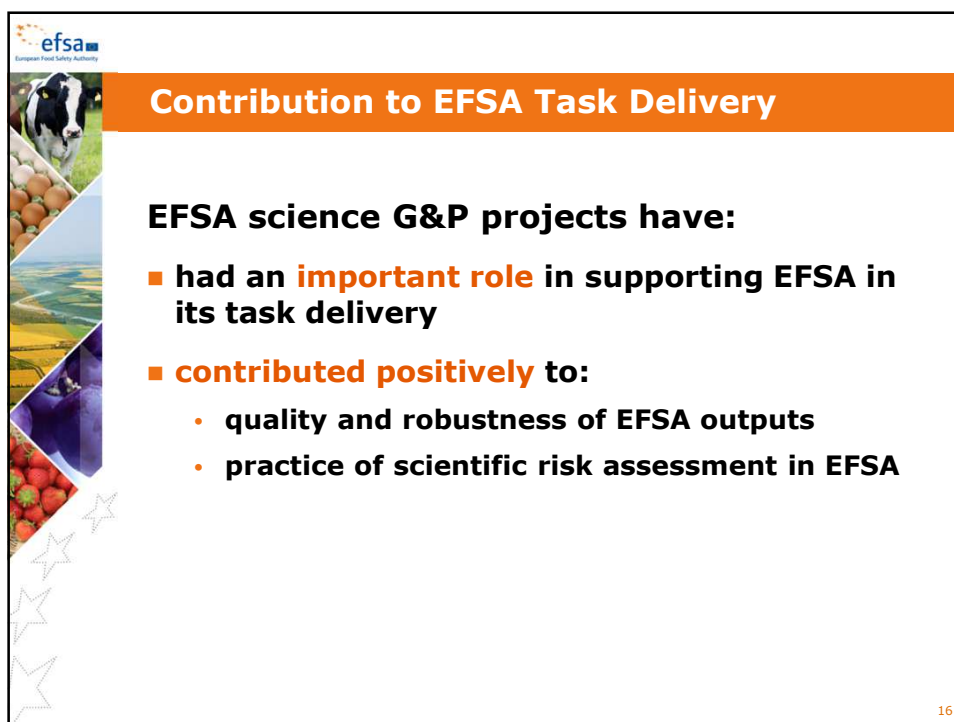 efsa
European Food Safety Authority
Contribution to EFSA Task Delivery
EFSA science G&P projects have:
■ had an important role in supporting EFSA in
its task delivery
■ contributed positively to:
• quality and robustness of EFSA outputs
• practice of scientific risk assessment in EFSA
16